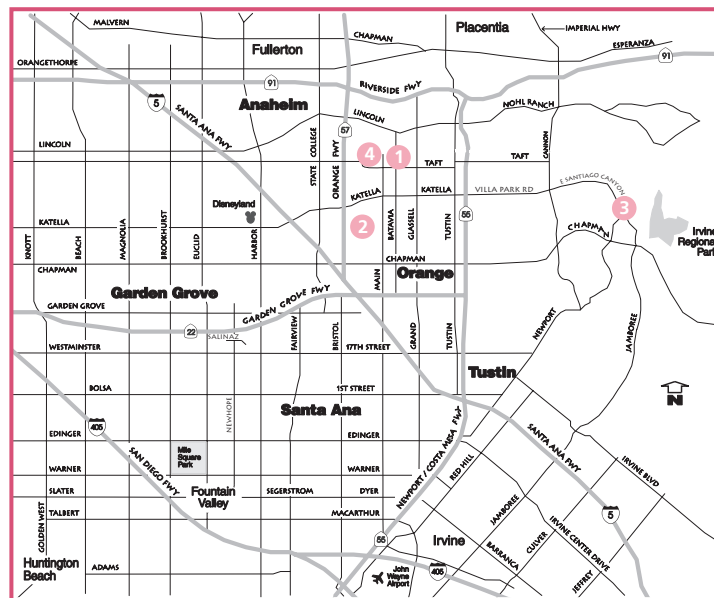 MALVERN
CHAPMAN
Placentia
IMPERIAL HWY
Fullerton
ESPERANZA
ORANGETHORPE
91
91
RIVERSIDE FWY
5
Anaheim
NOHL RANCH
SANTA ANA FWY
LINCOLN
57
LINCOLN
STATE COLLEGE
ORANGE FWY
4
1
TAFT
TAFT
CANNON
E SANTIAGO CANYON
KATELLA
KATELLA
VILLA PARK RD
Disneyland
55
3
KATELLA
2
CHAPMAN
Irvine
Regional
Park
KNOTT
BEACH
MAGNOLIA
BROOKHURST
EUCLID
HARBOR
BATAVIA
GLASSELL
TUSTIN
CHAPMAN
CHAPMAN
MAIN
Orange
Garden Grove
GARDEN GROVE
GARDEN GROVE FWY
22
SALINAZ
FAIRVIEW
BRISTOL
GRAND
TUSTIN
NEWPORT
JAMBOREE
WESTMINSTER
17TH STREET
Tustin
BOLSA
1ST STREET
N
NEWHOPE
Santa Ana
405
EDINGER
EDINGER
NEWPORT / COSTA MESA FWY
SANTA ANA FWY
Mile
Square
Park
WARNER
WARNER
SAN DIEGO FWY
RED HILL
IRVINE BLVD
SLATER
Fountain
Valley
SEGERSTROM
DYER
JAMBOREE
TALBERT
MACARTHUR
5
GOLDEN WEST
55
Irvine
BARRANCA
CULVER
IRVINE CENTER DRIVE
Huntington
Beach
ADAMS
John
Wayne
Airport
405
JEFFREY